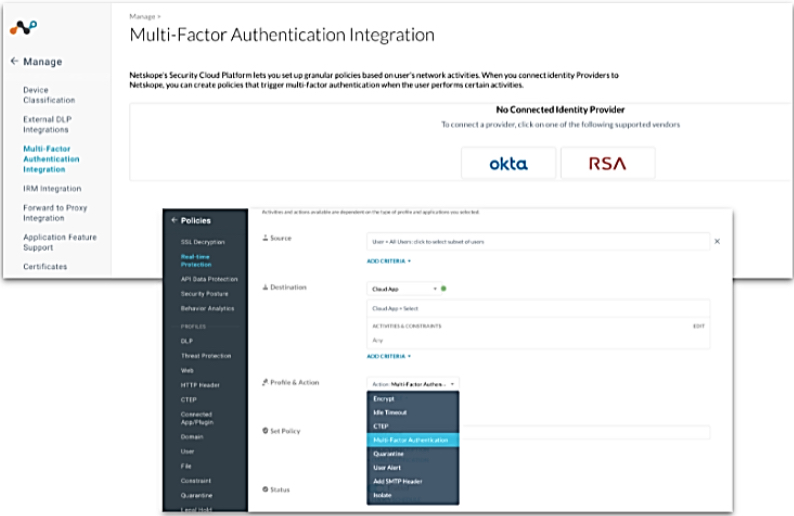 Manage >
Multi-Factor Authentication Integration
← Manage
Netskope's Security Cloud Platform lets you set up granular policies based on user's network activities. When you connect identity Providers to
Netskope, you can create policies that trigger multi-factor authentication when the user performs certain activities.
Device
Classification
External DLP
Integrations
Multi-Factor
Authentication
Integration
IRM Integration
Forward to Proxy
Integration
Application Feature
Support
Certificates
No Connected Identity Provider
To connect a provider, click on one of the following supported vendors
okta
RSA
← Policies
SSL Decryption
Real-time
Protection
API Data Protection
Security Posture
Behavior Analytics
PROFILES
DLP
Threat Protection
Web
HTTP Header
CTEP
Connected
App/Plugin
Domain
User
File
Constraint
Quarantine
Legal Hold
Activities and actions available are dependent on the type of profile and applications you selected.
Source
User = All Users: click to select subset of users
ADD CRITERIA
Destination
Cloud App
Cloud App = Select
ACTIVITIES & CONSTRAINTS
EDIT
Any
ADD CRITERIA
Profile & Action
Action: Multi-Factor Authen...
Encrypt
Idle Timeout
CTEP
Multi-Factor Authentication
Quarantine
User Alert
Add SMTP Header
Isolate
Set Policy
Status